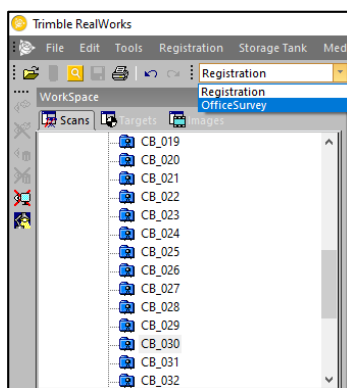 Trimble RealWorks
File Edit Tools Registration Storage Tank Med
Registration
Registration
OfficeSurvey
WorkSpace
Scans Targets Images
CB_019
CB_020
CB_021
CB_022
CB_023
CB_024
CB_025
CB_026
CB_027
CB_028
CB_029
CB_030
CB_031
CB_032